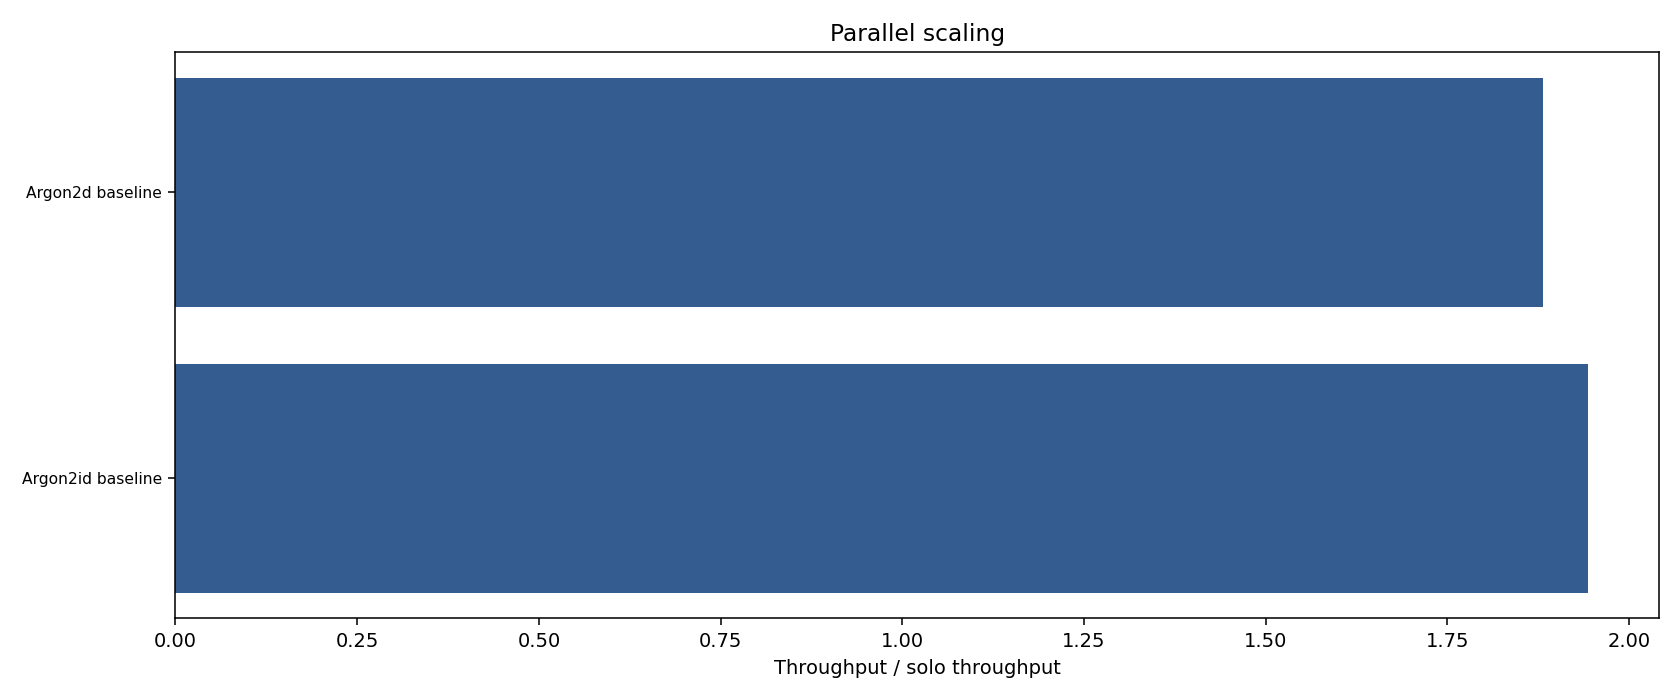 Parallel scaling
Argon2d baseline
Argon2id baseline
0.00 0.25 0.50 0.75 1.00 1.25 1.50 1.75 2.00
Throughput / solo throughput